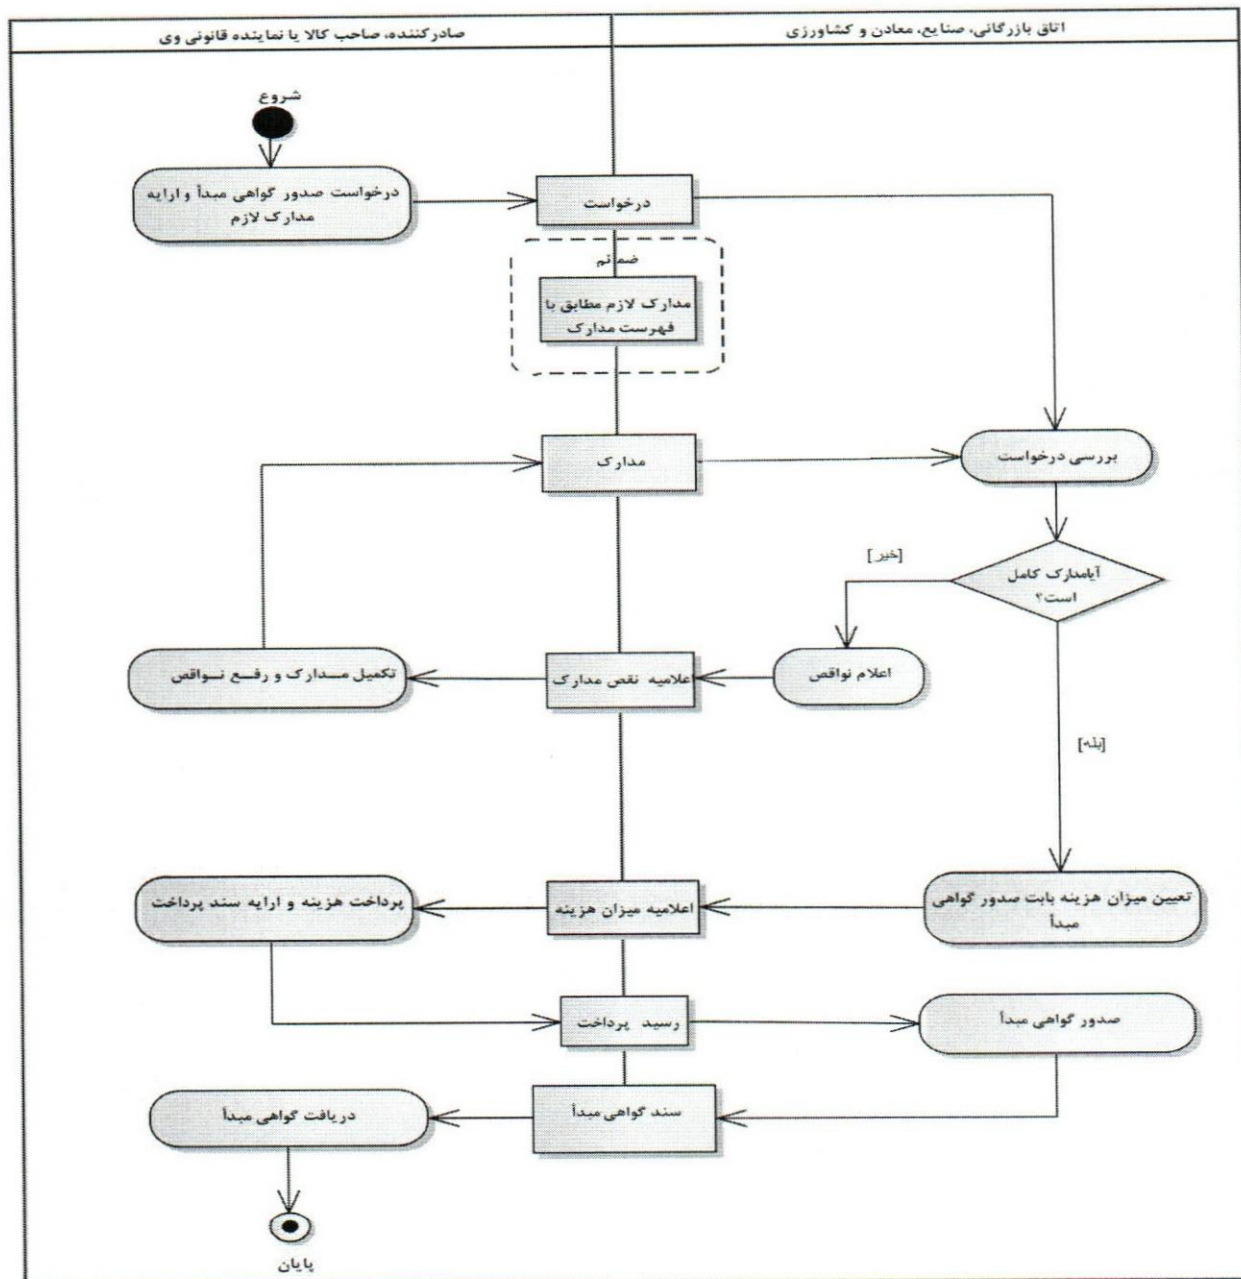 اتاق بازرگانی، صنایع، معادن و کشاورزی
صادرکننده، صاحب کالا یا نماینده قانونی وی
شروع
درخواست صدور گواهی مبدأ و ارایه
مدارک لازم
درخواست
ضمائم
مدارک لازم مطابق با
فهرست مدارک
مدارک
بررسی درخواست
آیامدارک کامل
است؟
[خیر]
اعلام نواقص
اعلامیه نقص مدارک
تکمیل مــدارک و رفــع نــواقص
[بله]
تعیین میزان هزینه بابت صدور گواهی
مبدأ
اعلامیه میزان هزینه
پرداخت هزینه و ارایه سند پرداخت
رسید پرداخت
صدور گواهی مبدأ
سند گواهی مبدأ
دریافت گواهی مبدأ
پایان